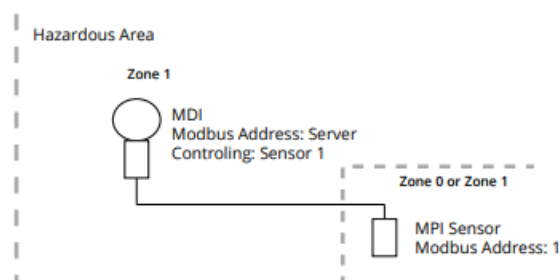 Hazardous Area
Zone 1
MDI
Modbus Address: Server
Controling: Sensor 1
Zone 0 or Zone 1
MPI Sensor
Modbus Address: 1